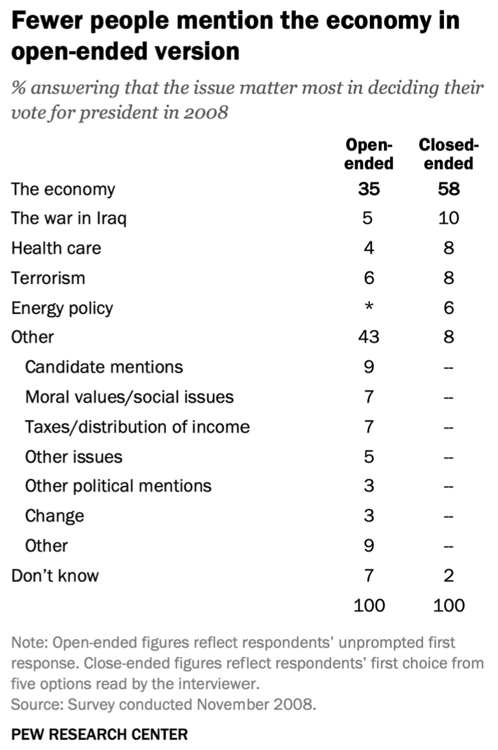 Fewer people mention the economy in
open-ended version
% answering that the issue matter most in deciding their
vote for president in 2008
Open-ended Closed-ended
The economy 35 58
The war in Iraq 5 10
Health care 4 8
Terrorism 6 8
Energy policy * 6
Other 43 8
Candidate mentions 9 --
Moral values/social issues 7 --
Taxes/distribution of income 7 --
Other issues 5 --
Other political mentions 3 --
Change 3 --
Other 9 --
Don't know 7 2
100 100
Note: Open-ended figures reflect respondents' unprompted first
response. Close-ended figures reflect respondents' first choice from
five options read by the interviewer.
Source: Survey conducted November 2008.
PEW RESEARCH CENTER